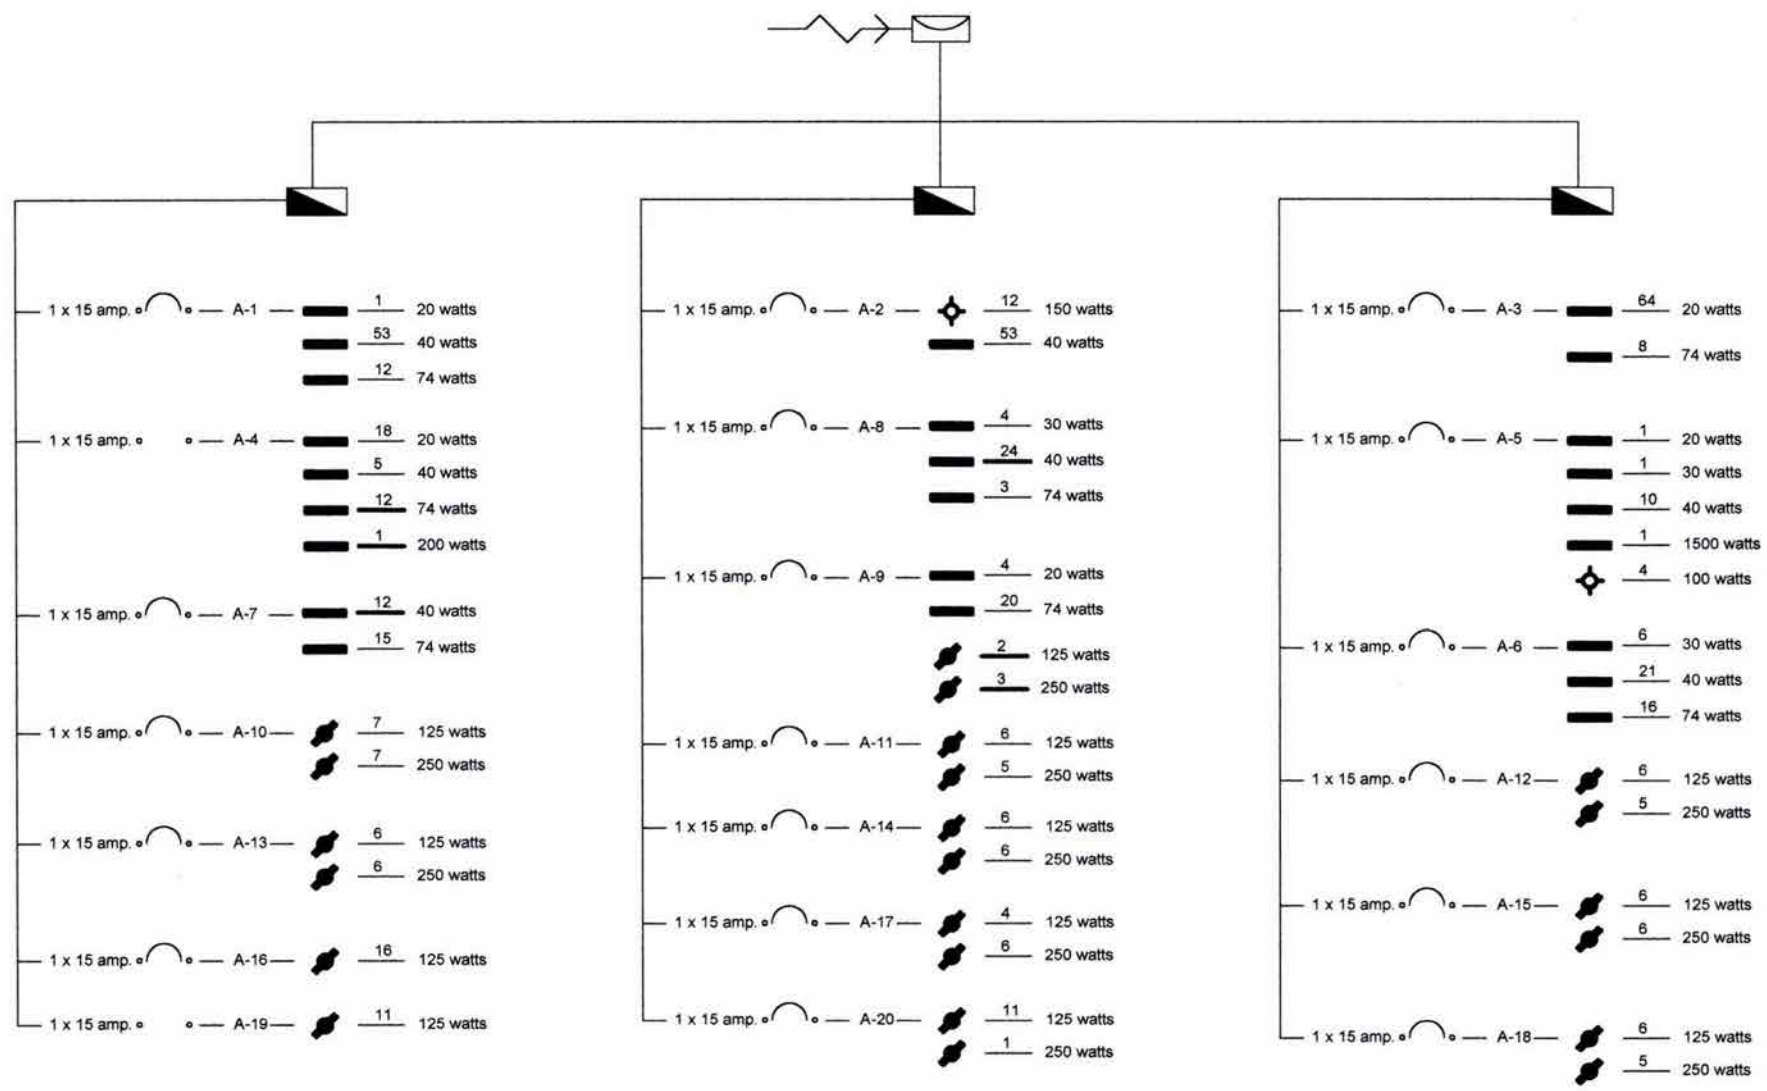 1 x 15 amp. A-1 1 20 watts
53 40 watts
12 74 watts
1 x 15 amp. A-4 18 20 watts
5 40 watts
12 74 watts
1 200 watts
1 x 15 amp. A-7 12 40 watts
15 74 watts
1 x 15 amp. A-10 7 125 watts
7 250 watts
1 x 15 amp. A-13 6 125 watts
6 250 watts
1 x 15 amp. A-16 16 125 watts
1 x 15 amp. A-19 11 125 watts
1 x 15 amp. A-2 12 150 watts
53 40 watts
1 x 15 amp. A-8 4 30 watts
24 40 watts
3 74 watts
1 x 15 amp. A-9 4 20 watts
20 74 watts
2 125 watts
3 250 watts
1 x 15 amp. A-11 6 125 watts
5 250 watts
1 x 15 amp. A-14 6 125 watts
6 250 watts
1 x 15 amp. A-17 4 125 watts
6 250 watts
1 x 15 amp. A-20 11 125 watts
1 250 watts
1 x 15 amp. A-3 64 20 watts
8 74 watts
1 x 15 amp. A-5 1 20 watts
1 30 watts
10 40 watts
1 1500 watts
4 100 watts
1 x 15 amp. A-6 6 30 watts
21 40 watts
16 74 watts
1 x 15 amp. A-12 6 125 watts
5 250 watts
1 x 15 amp. A-15 6 125 watts
6 250 watts
1 x 15 amp. A-18 6 125 watts
5 250 watts